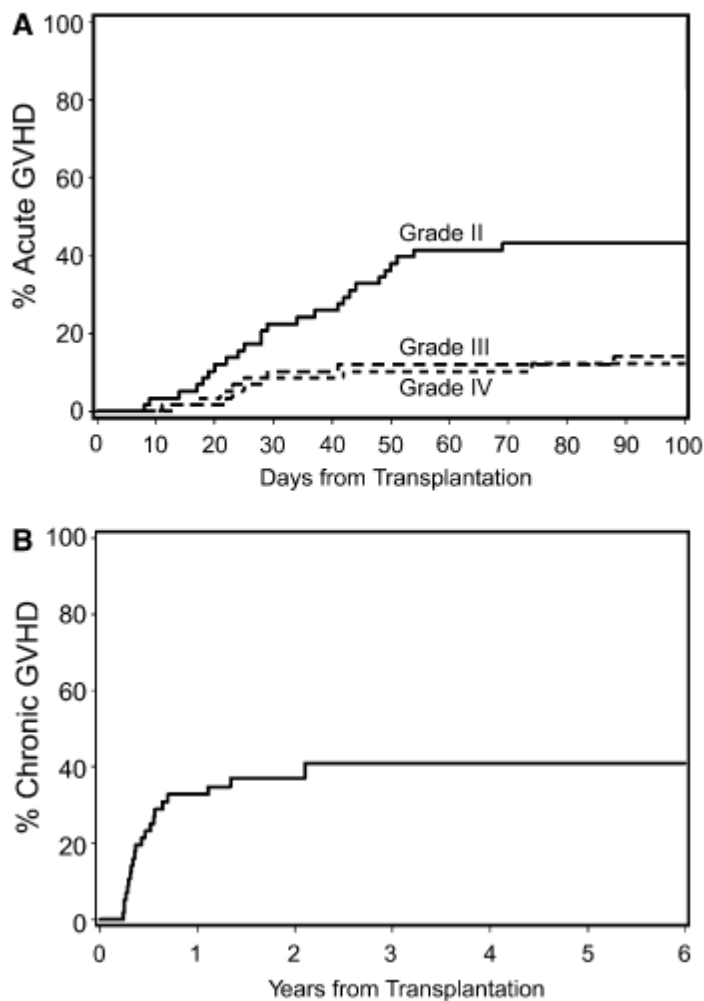 A
% Acute GVHD
100
80
60
40
20
0
Grade II
Grade III
Grade IV
0 10 20 30 40 50 60 70 80 90 100
Days from Transplantation
B
% Chronic GVHD
100
80
60
40
20
0
0 1 2 3 4 5 6
Years from Transplantation